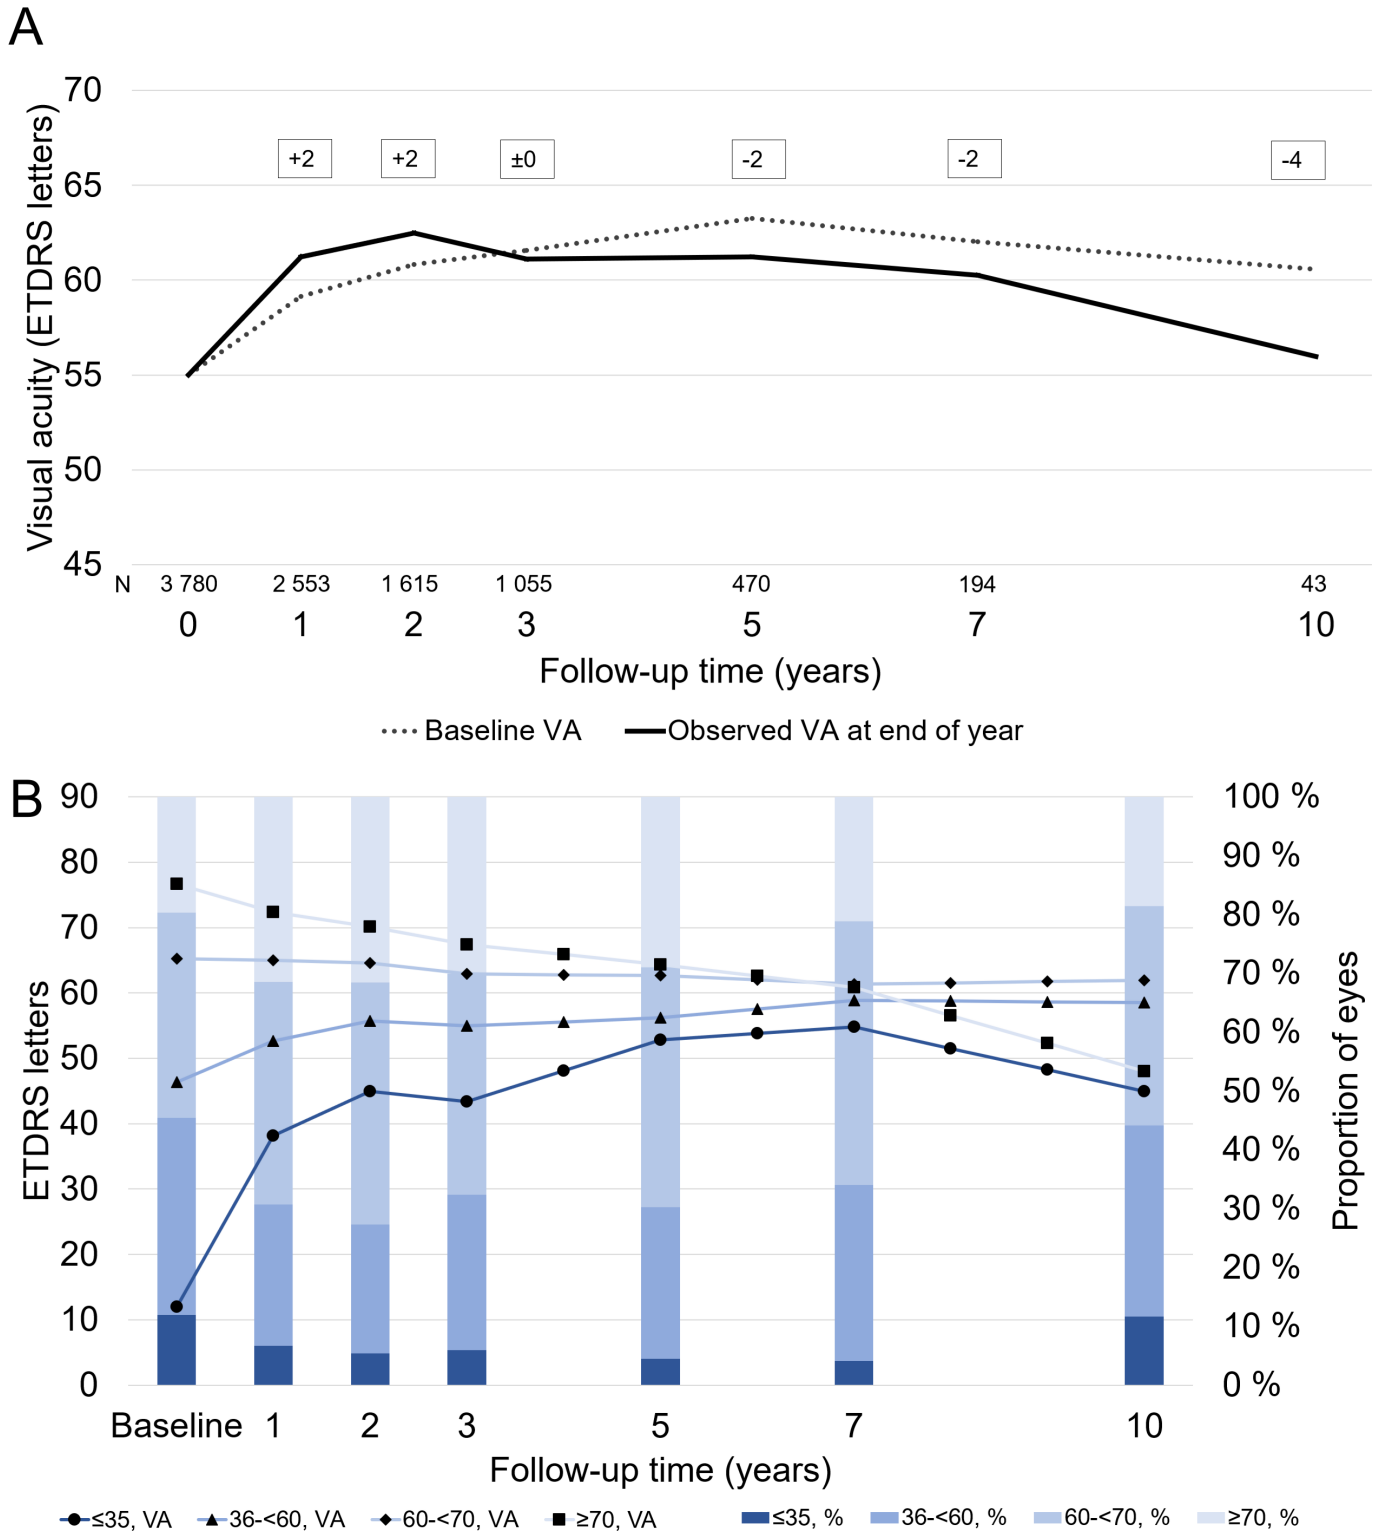 A
Visual acuity (ETDRS letters)
70
65
60
55
50
45
+2 +2 ±0 -2 -2 -4
N 3 780 2 553 1 615 1 055 470 194 43
0 1 2 3 5 7 10
Follow-up time (years)
Baseline VA Observed VA at end of year
B
ETDRS letters
90
80
70
60
50
40
30
20
10
0
100 %
90 %
80 %
70 %
60 %
50 %
40 %
30 %
20 %
10 %
0 %
Proportion of eyes
Baseline 1 2 3 5 7 10
Follow-up time (years)
≤35, VA 36-<60, VA 60-<70, VA ≥70, VA ≤35, % 36-<60, % 60-<70, % ≥70, %